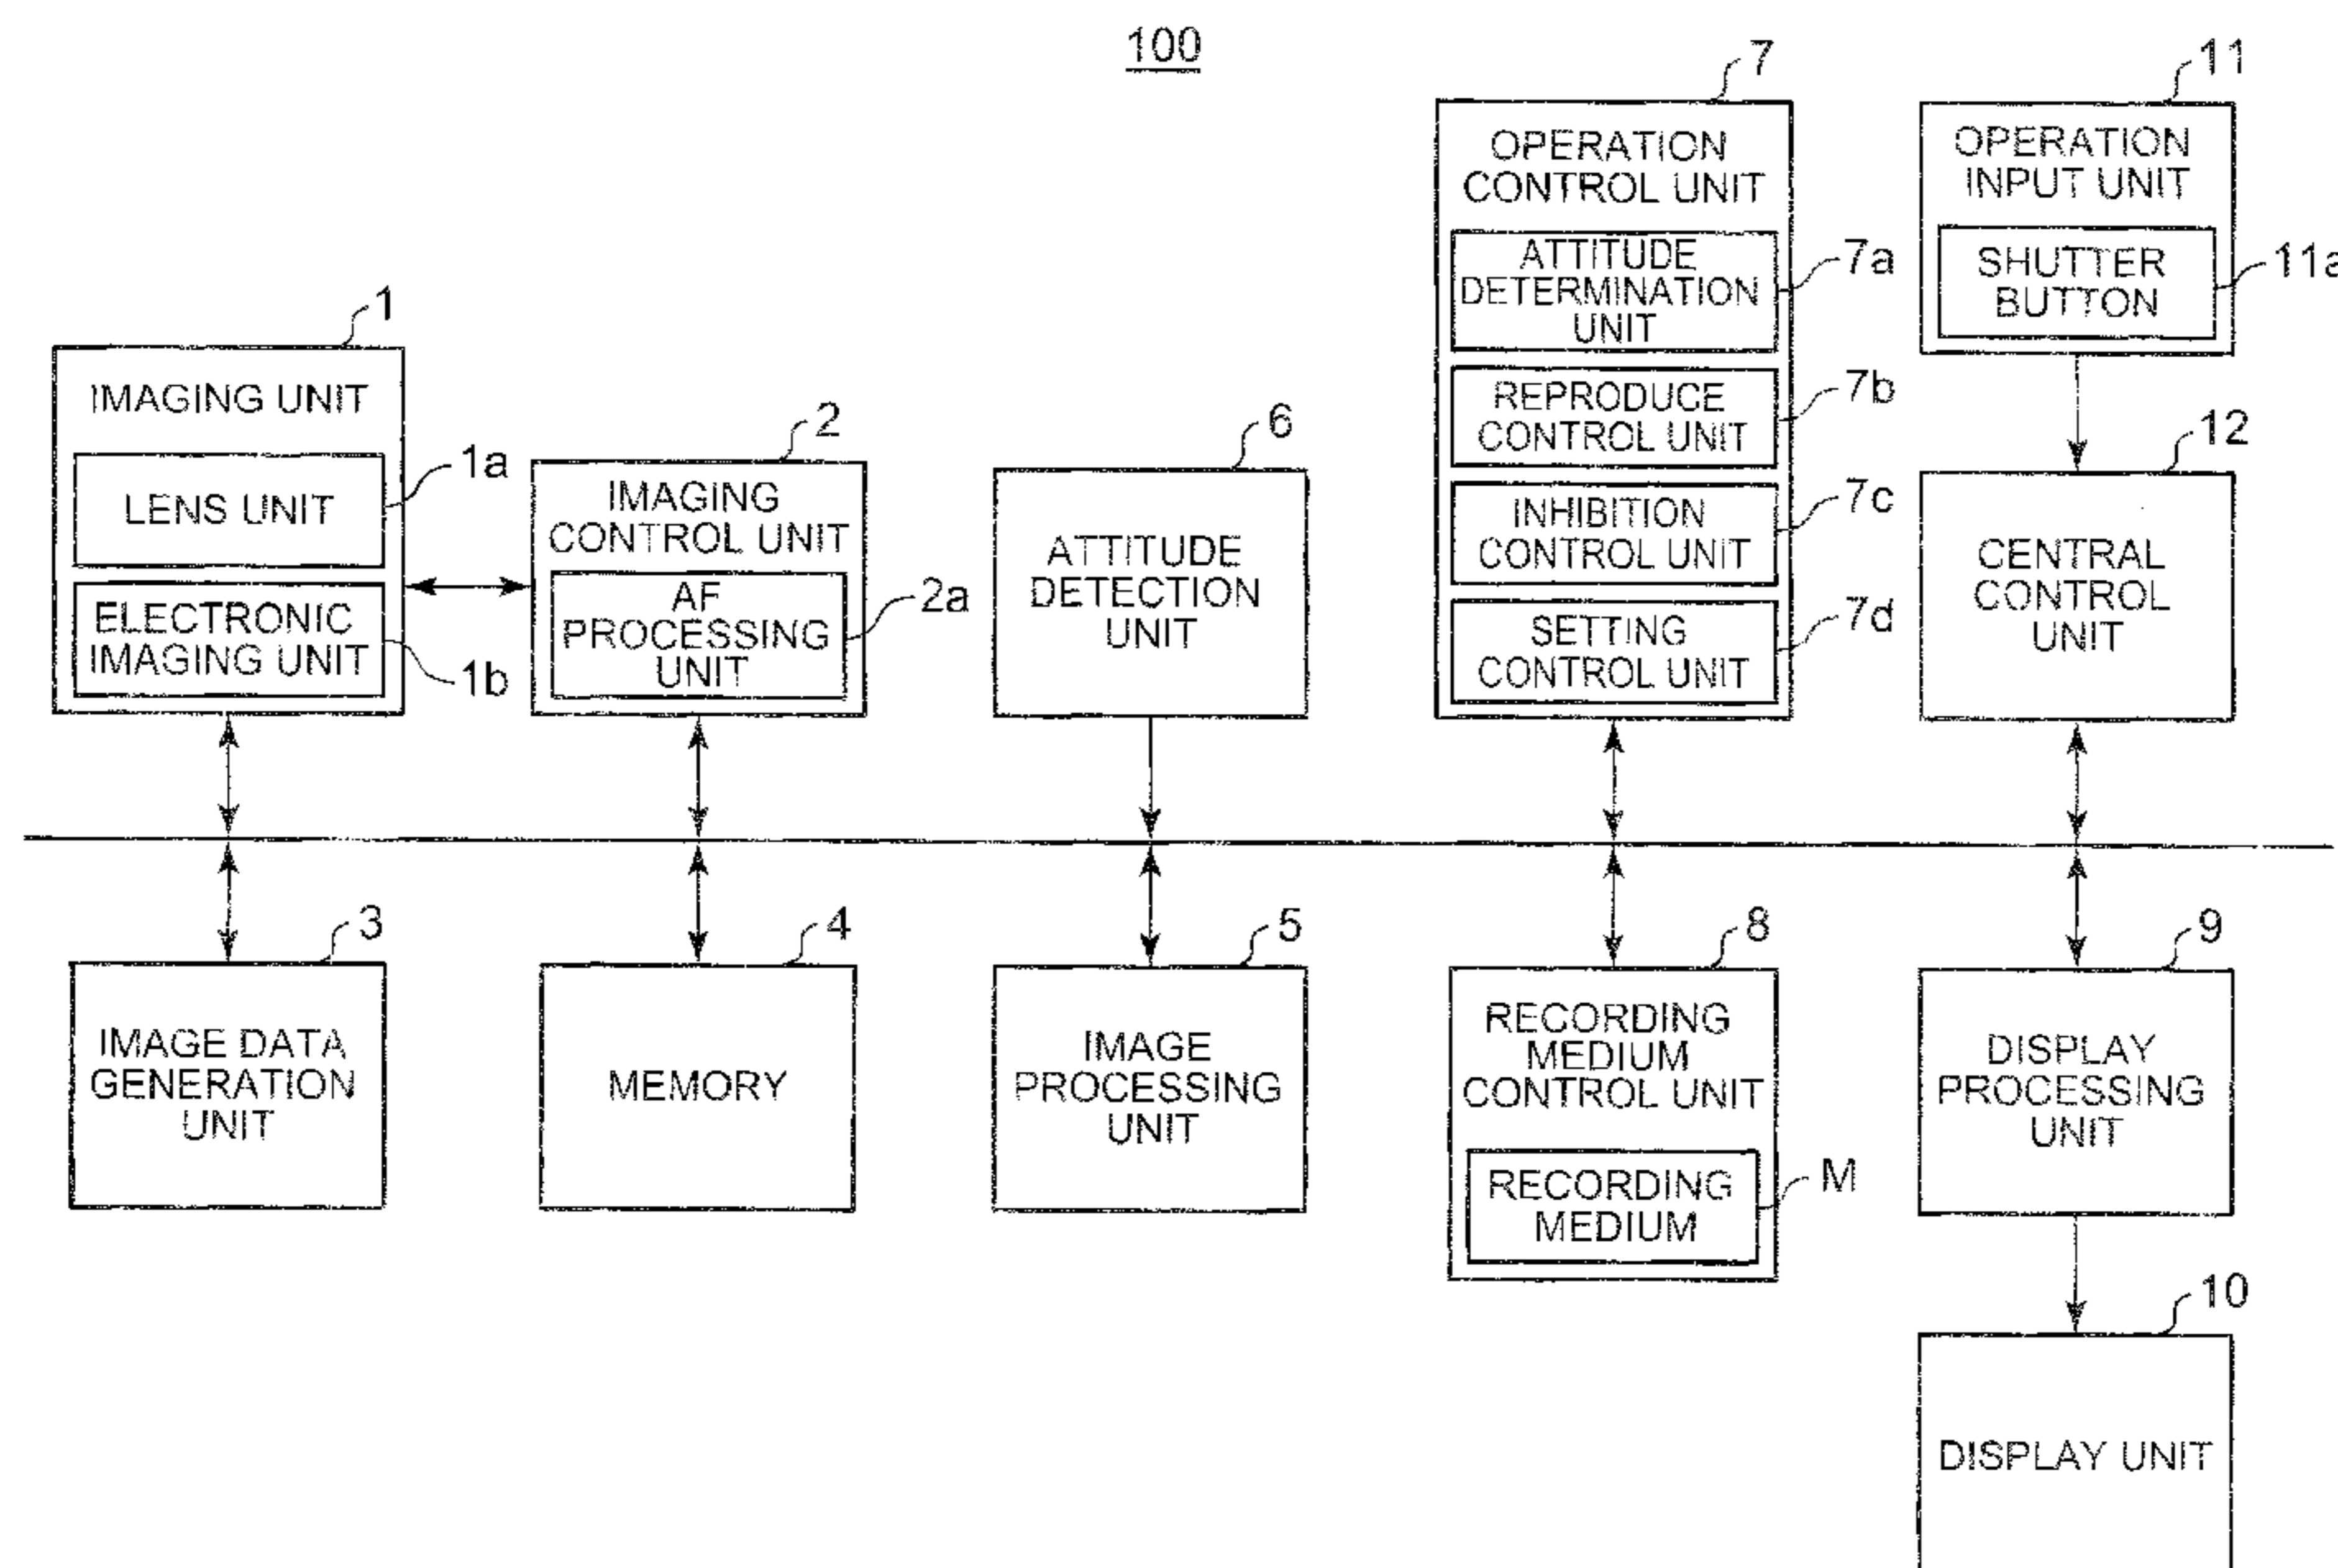 100
1
IMAGING UNIT
LENS UNIT
1a
ELECTRONIC
IMAGING UNIT
1b
2
IMAGING
CONTROL UNIT
AF
PROCESSING
UNIT
2a
6
ATTITUDE
DETECTION
UNIT
7
OPERATION
CONTROL UNIT
ATTITUDE
DETERMINATION
UNIT
7a
REPRODUCE
CONTROL UNIT
7b
INHIBITION
CONTROL UNIT
7c
SETTING
CONTROL UNIT
7d
11
OPERATION
INPUT UNIT
SHUTTER
BUTTON
11a
12
CENTRAL
CONTROL
UNIT
3
IMAGE DATA
GENERATION
UNIT
4
MEMORY
5
IMAGE
PROCESSING
UNIT
8
RECORDING
MEDIUM
CONTROL UNIT
RECORDING
MEDIUM
M
9
DISPLAY
PROCESSING
UNIT
10
DISPLAY UNIT